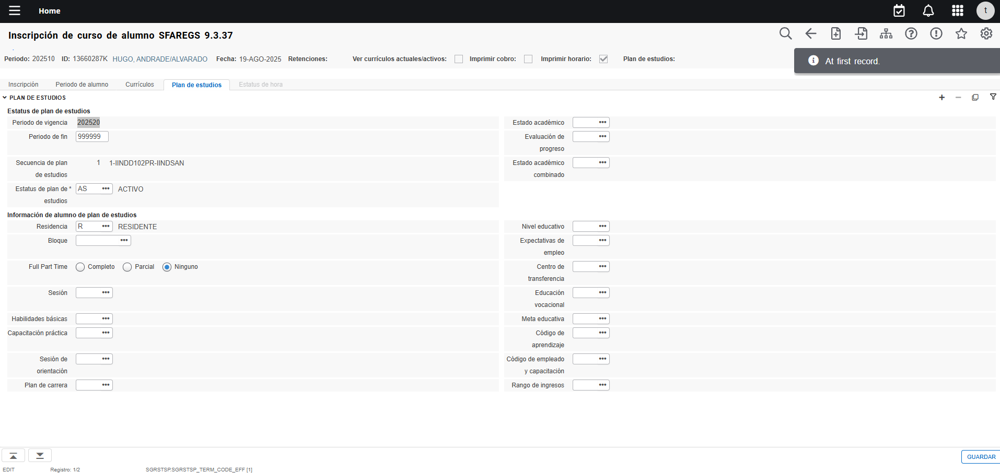 Home
t
Inscripción de curso de alumno SFAREGS 9.3.37
Periodo: 202510 ID: 13660287K HUGO, ANDRADE/ALVARADO Fecha: 19-AGO-2025 Retenciones: Ver currículos actuales/activos: Imprimir cobro: Imprimir horario: Plan de estudios:
At first record.
Inscripción Periodo de alumno Currículos Plan de estudios Estatus de hora
PLAN DE ESTUDIOS
Estatus de plan de estudios
Periodo de vigencia 202520 Estado académico
Periodo de fin 999999 Evaluación de
progreso
Secuencia de plan 1 1-IINDD102PR-IINDSAN Estado académico
de estudios combinado
Estatus de plan de * AS ACTIVO
estudios
Información de alumno de plan de estudios
Residencia R RESIDENTE Nivel educativo
Bloque Expectativas de
empleo
Full Part Time Completo Parcial Ninguno Centro de
transferencia
Sesión Educación
vocacional
Habilidades básicas Meta educativa
Capacitación práctica Código de
aprendizaje
Sesión de Código de empleado
orientación y capacitación
Plan de carrera Rango de ingresos
GUARDAR
EDIT Registro: 1/2 SGRSTSP.SGRSTSP_TERM_CODE_EFF [1]